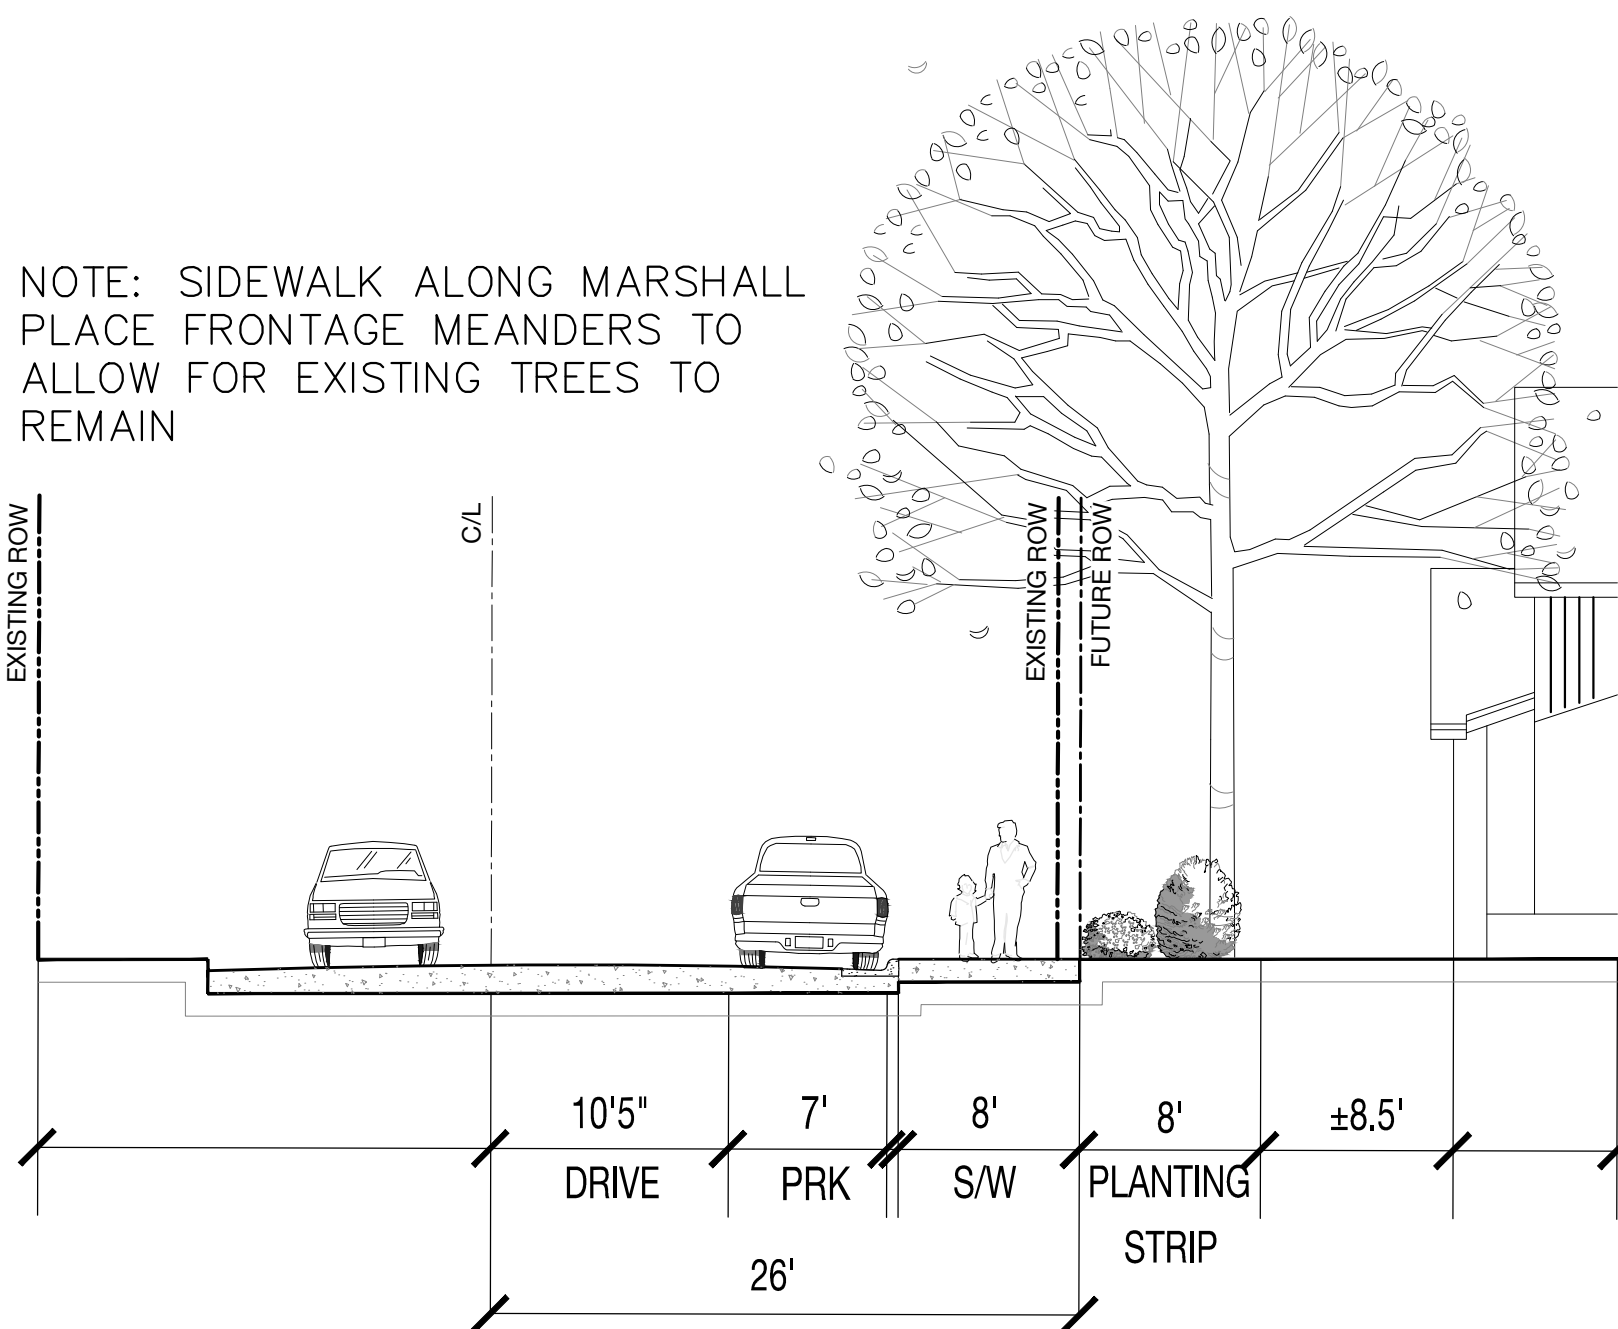 NOTE: SIDEWALK ALONG MARSHALL
PLACE FRONTAGE MEANDERS TO
ALLOW FOR EXISTING TREES TO
REMAIN
EXISTING ROW
C/L
EXISTING ROW
FUTURE ROW
10'5"
7'
8'
8'
±8.5'
DRIVE
PRK
S/W
PLANTING
STRIP
26'